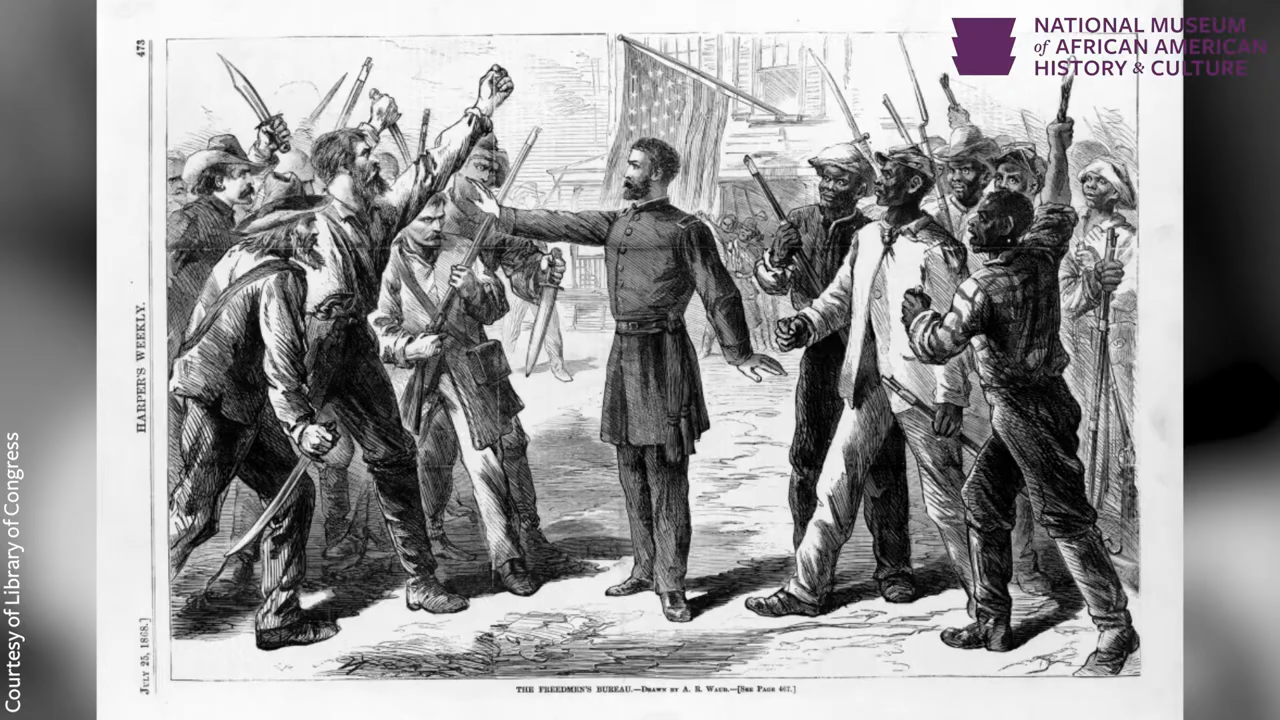 NATIONAL MUSEUM
of AFRICAN AMERICAN
HISTORY & CULTURE
473
HARPER'S WEEKLY.
JULY 25, 1868.]
THE FREEDMEN'S BUREAU.—DRAWN BY A. R. WAUD.—[SEE PAGE 467.]
Courtesy of Library of Congress